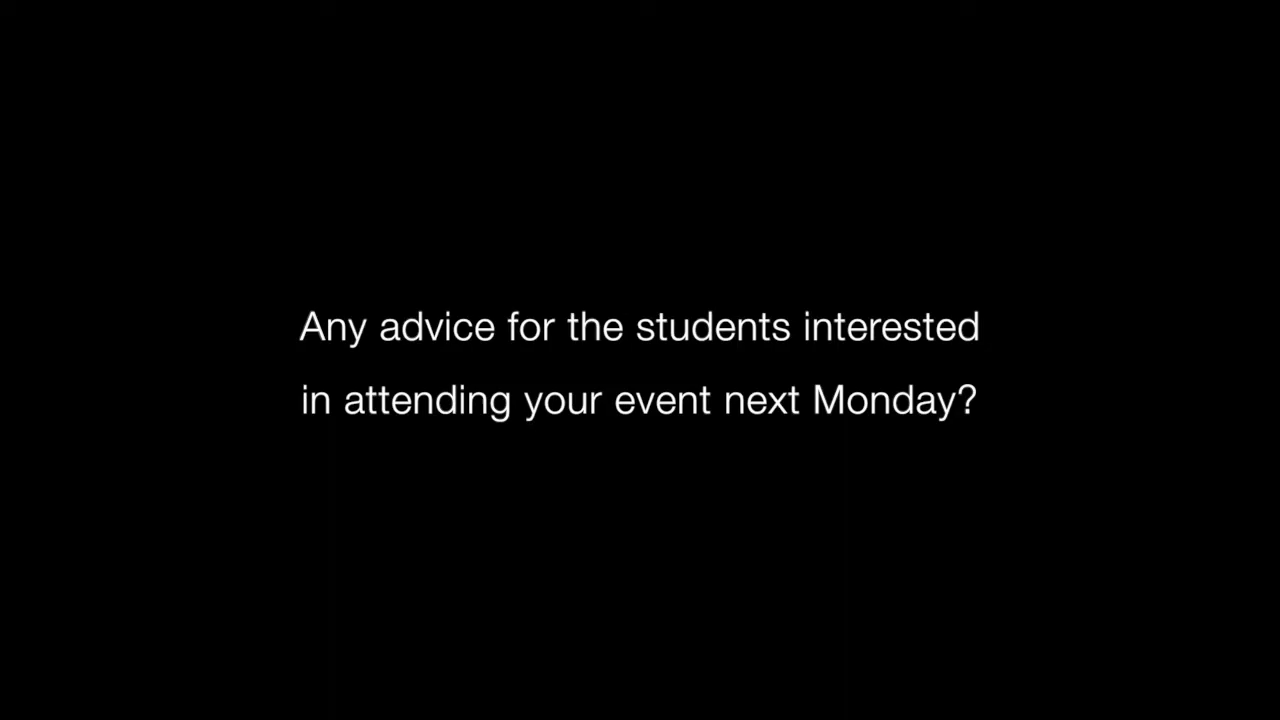 Any advice for the students interested
in attending your event next Monday?